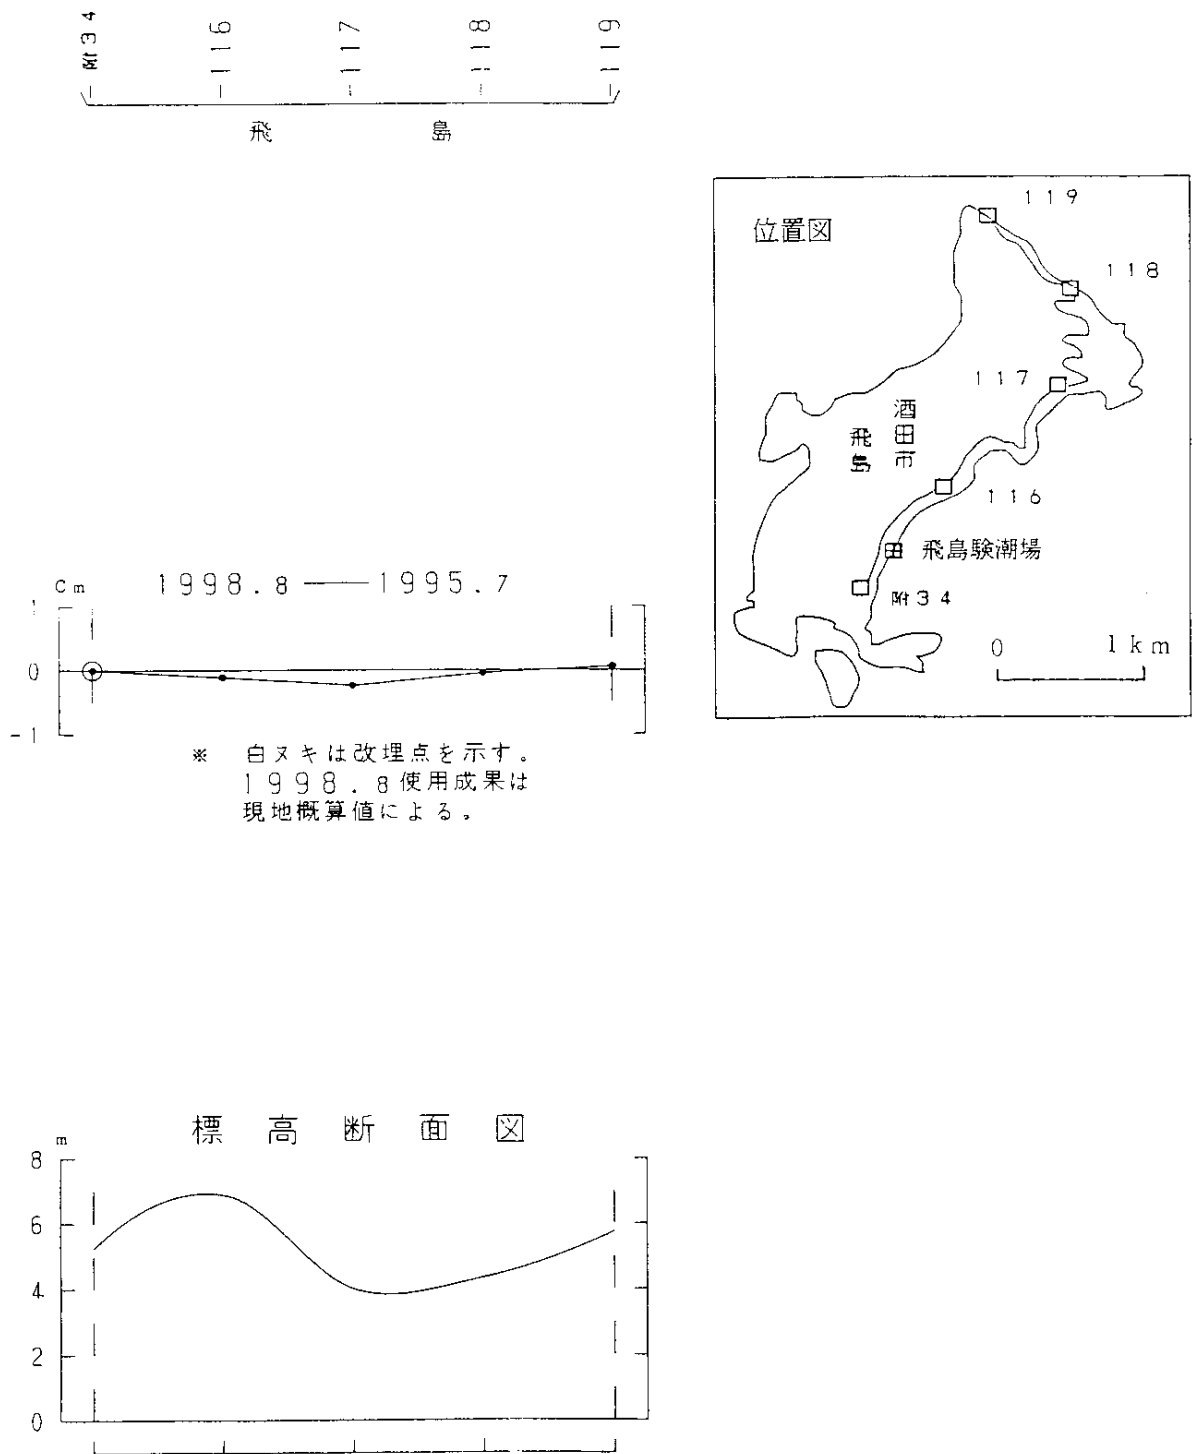 附34
116
117
118
119
飛島
位置図
119
118
117
酒田市
飛島
116
飛島験潮場
附34
0 1km
Cm 1998.8 ―― 1995.7
1
0
-1
※ 白ヌキは改埋点を示す。
1998.8使用成果は
現地概算値による。
標高断面図
m
8
6
4
2
0